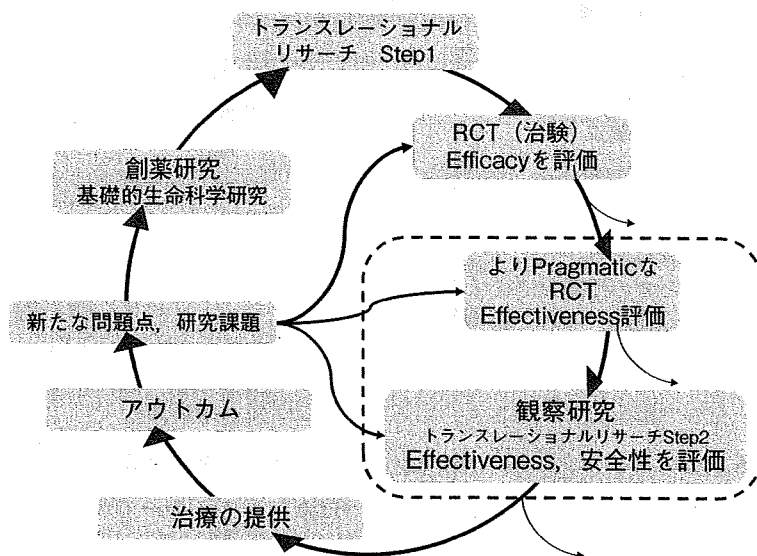 トランスレーショナル
リサーチ Step1
RCT（治験）
Efficacyを評価
創薬研究
基礎的生命科学研究
よりPragmaticな
RCT
Effectiveness評価
新たな問題点，研究課題
アウトカム
観察研究
トランスレーショナルリサーチStep2
Effectiveness，安全性を評価
治療の提供